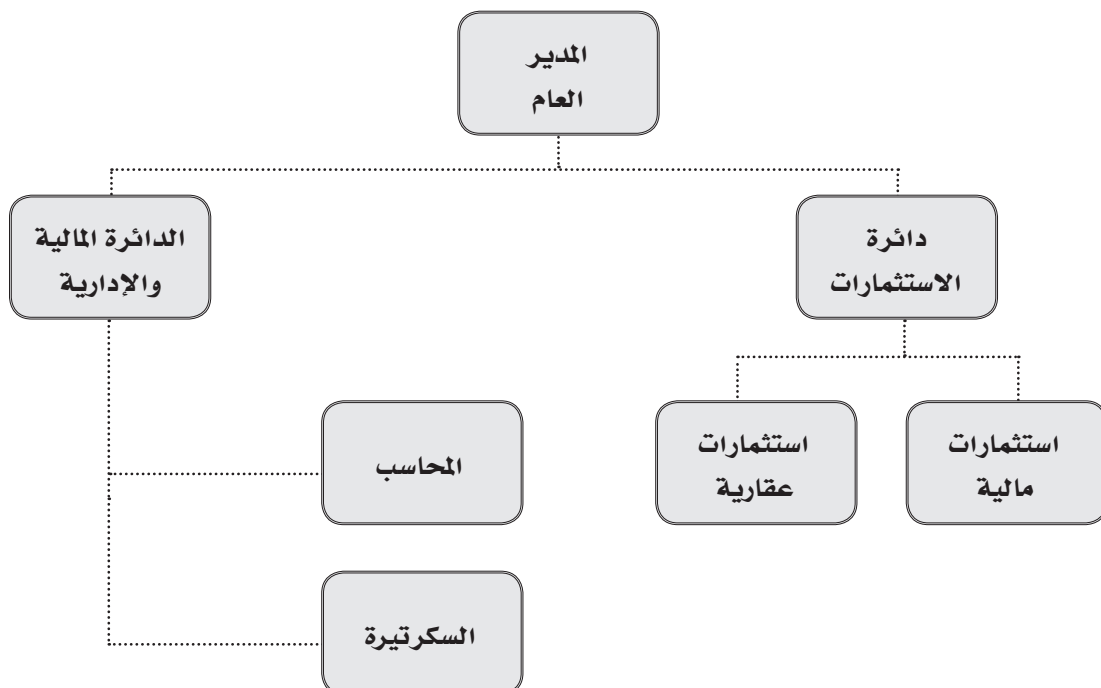 المدير
العام
دائرة
الاستثمارات
الدائرة المالية
والإدارية
استثمارات
مالية
استثمارات
عقارية
المحاسب
السكرتيرة